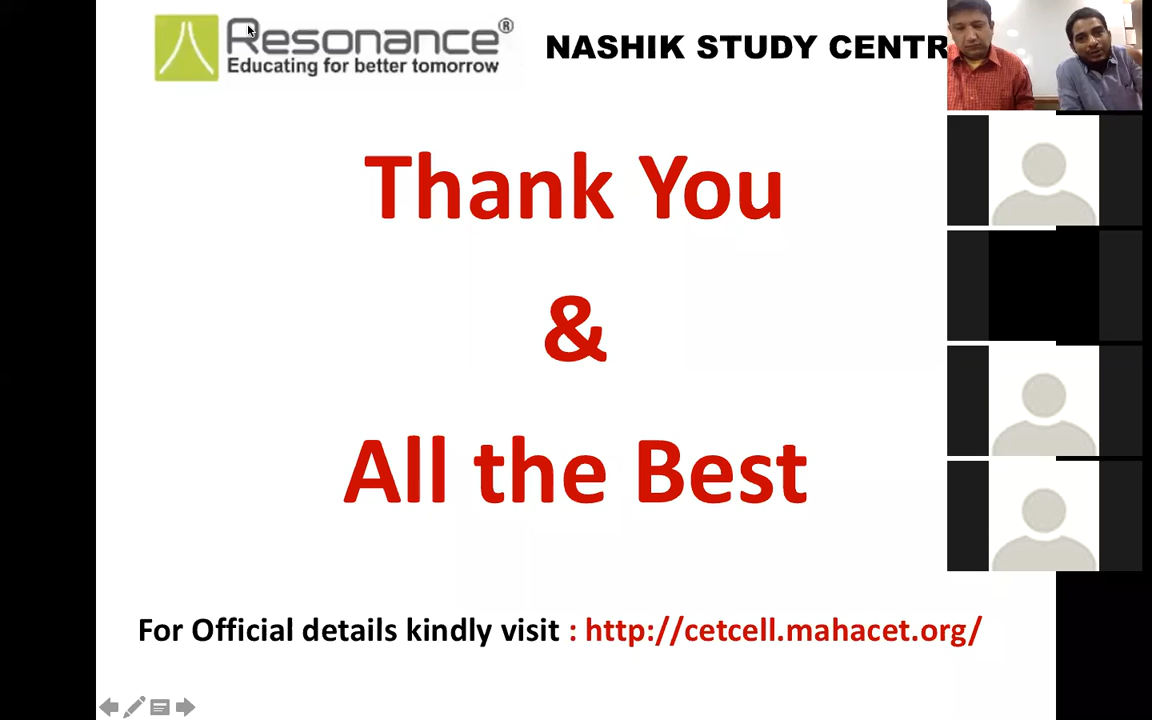 Resonance®
Educating for better tomorrow
NASHIK STUDY CENTR
Thank You
&
All the Best
For Official details kindly visit : http://cetcell.mahacet.org/